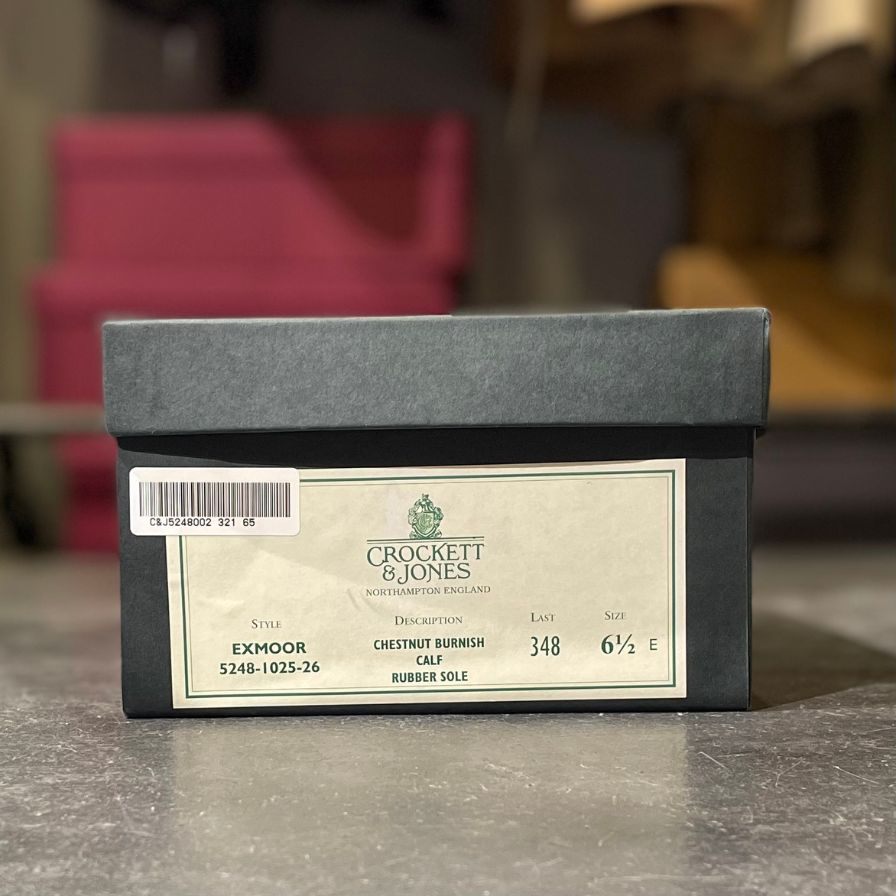 C&J5248002 321 65
CROCKETT
& JONES
NORTHAMPTON ENGLAND
STYLE
EXMOOR
5248-1025-26
DESCRIPTION
CHESTNUT BURNISH
CALF
RUBBER SOLE
LAST
348
SIZE
6½ E